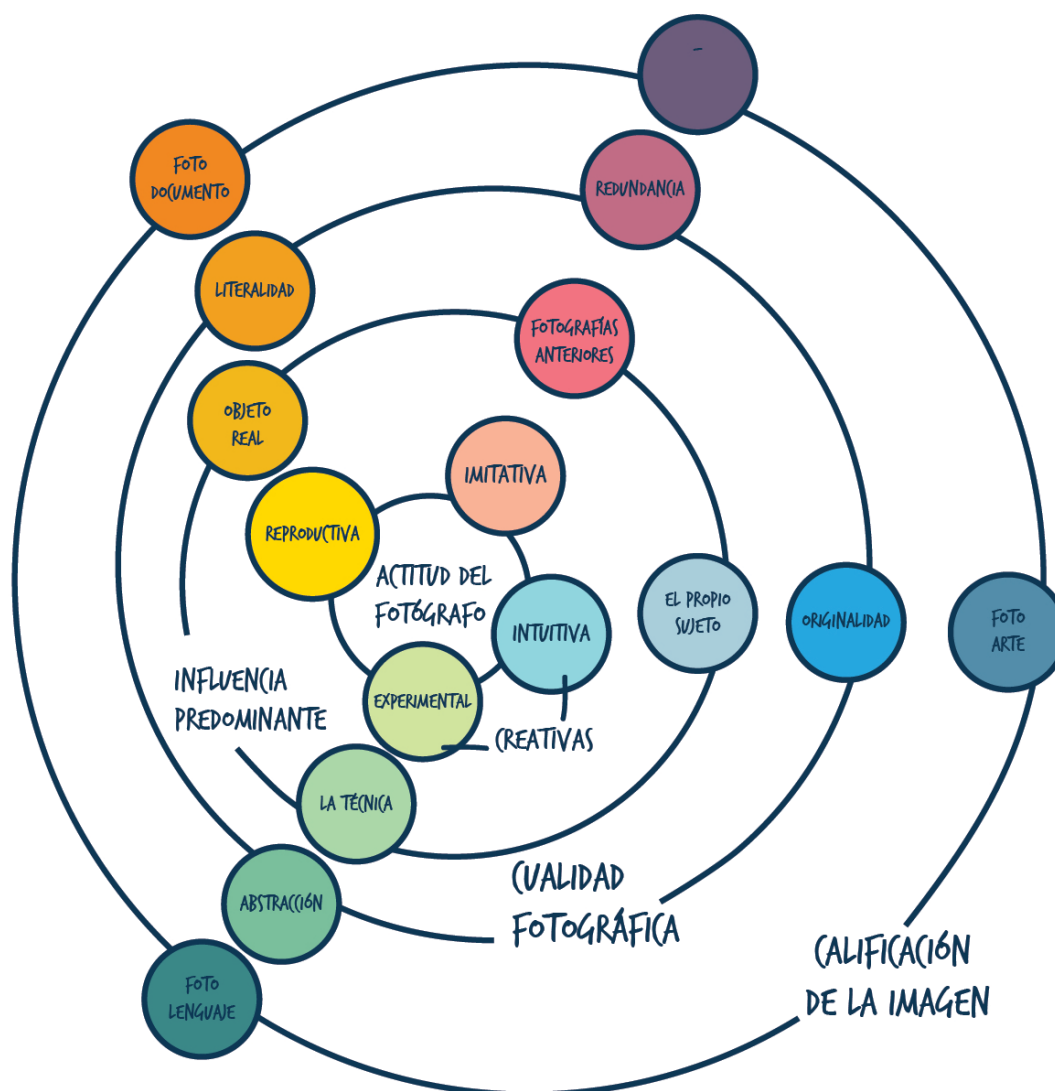 -
FOTO
DOCUMENTO
REDUNDANCIA
LITERALIDAD
FOTOGRAFÍAS
ANTERIORES
OBJETO
REAL
IMITATIVA
REPRODUCTIVA
ACTITUD DEL
FOTÓGRAFO
INTUITIVA
EL PROPIO
SUJETO
ORIGINALIDAD
FOTO
ARTE
INFLUENCIA
PREDOMINANTE
EXPERIMENTAL
CREATIVAS
LA TÉCNICA
ABSTRACCIÓN
CUALIDAD
FOTOGRÁFICA
FOTO
LENGUAJE
CALIFICACIÓN
DE LA IMAGEN